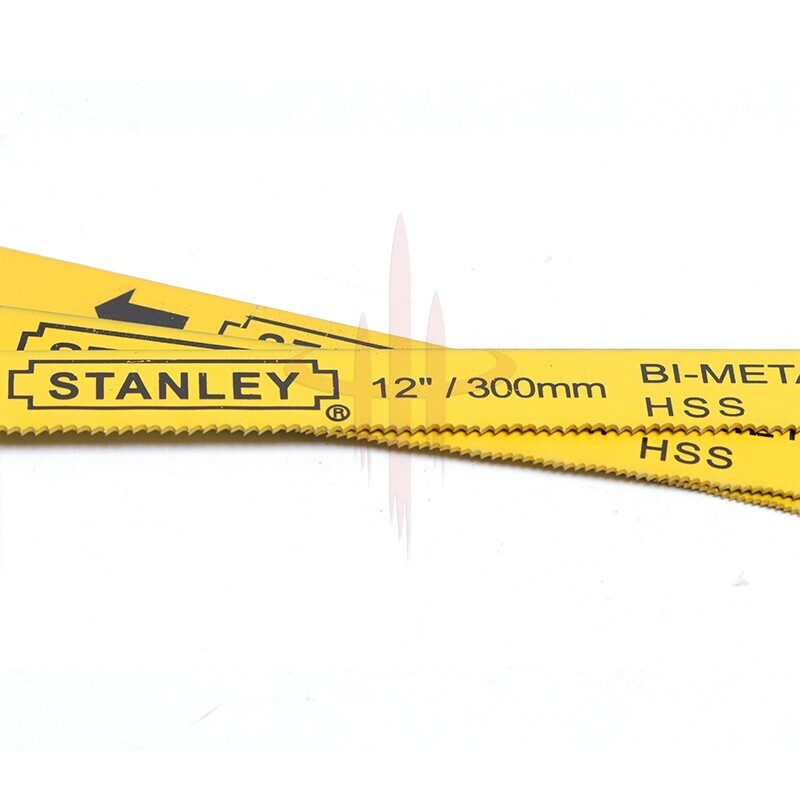 STANLEY ® 12" / 300mm
BI-META
HSS
HSS